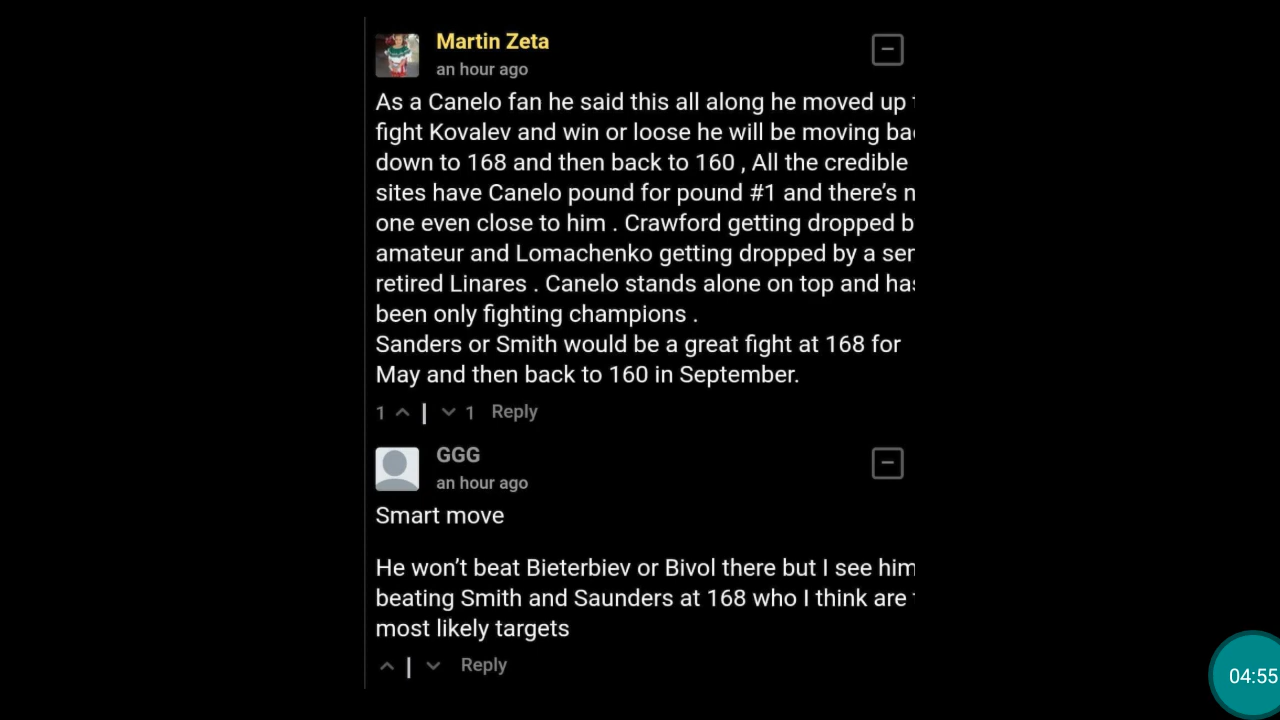 Martin Zeta
an hour ago
As a Canelo fan he said this all along he moved up
fight Kovalev and win or loose he will be moving
down to 168 and then back to 160 , All the credible
sites have Canelo pound for pound #1 and there's
one even close to him . Crawford getting dropped
amateur and Lomachenko getting dropped by a
retired Linares . Canelo stands alone on top and
been only fighting champions .
Sanders or Smith would be a great fight at 168 for
May and then back to 160 in September.
1 | 1 Reply
GGG
an hour ago
Smart move
He won't beat Bieterbiev or Bivol there but I see him
beating Smith and Saunders at 168 who I think are
most likely targets
| Reply
04:55